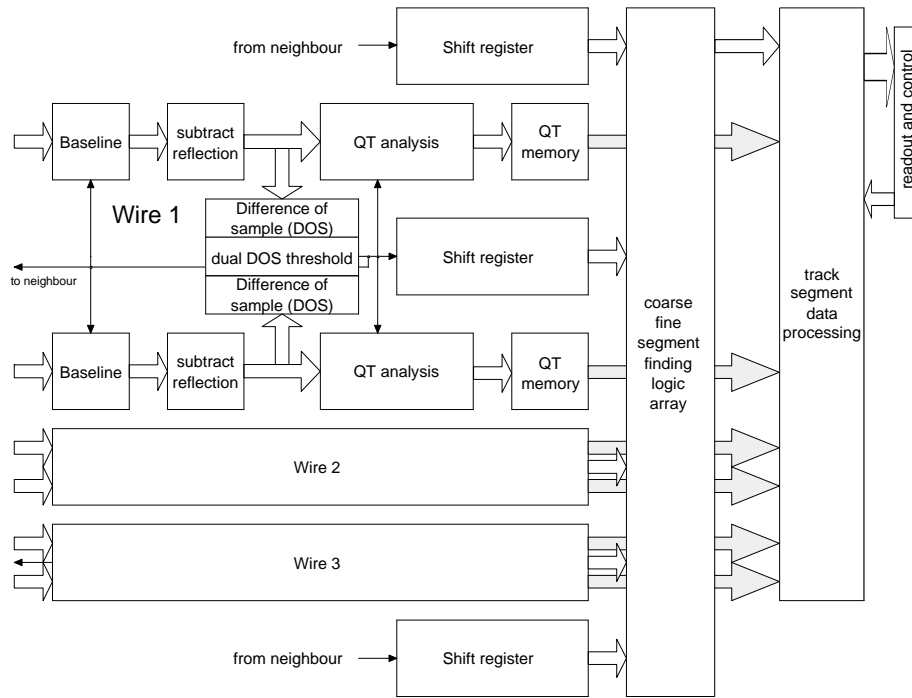 from neighbour
Shift register
readout and control
Baseline
subtract
reflection
QT analysis
QT
memory
Wire 1
Difference of
sample (DOS)
dual DOS threshold
Difference of
sample (DOS)
Shift register
to neighbour
coarse
fine
segment
finding
logic
array
track
segment
data
processing
Baseline
subtract
reflection
QT analysis
QT
memory
Wire 2
Wire 3
from neighbour
Shift register